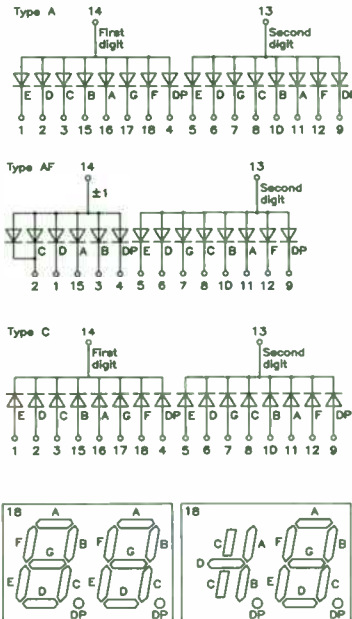 Type A 14 13
First digit Second digit
E D C B A G F DP E D G C B A F DP
1 2 3 15 16 17 18 4 5 6 7 8 10 11 12 9
Type AF 14 13
±1 Second digit
C D A B DP E D G C B A F DP
2 1 15 3 4 5 6 7 8 10 11 12 9
Type C 14 13
First digit Second digit
E D C B A G F DP E D G C B A F DP
1 2 3 15 16 17 18 4 5 6 7 8 10 11 12 9
18 A A 18 A
F B F B C A F B
G G D G
E C E C C B E C
D D D
DP DP DP DP